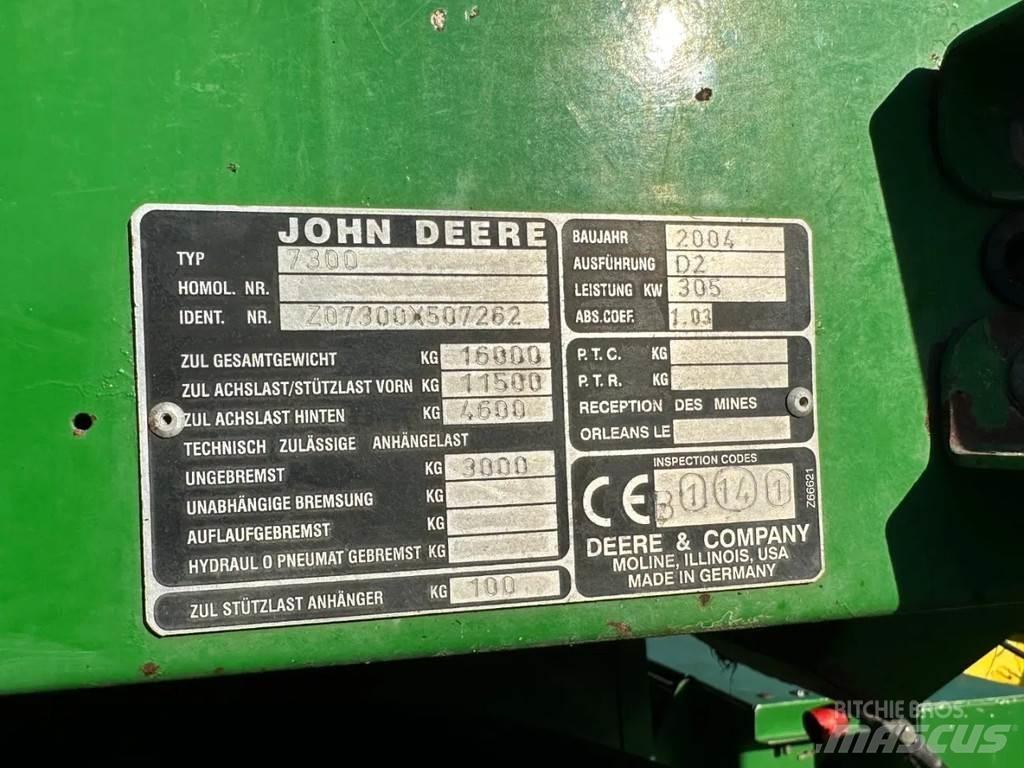 JOHN DEERE
TYP 7300
HOMOL. NR.
IDENT. NR. Z07300X507262
ZUL GESAMTGEWICHT KG 16000
ZUL ACHSLAST/STÜTZLAST VORN KG 11500
ZUL ACHSLAST HINTEN KG 4600
TECHNISCH ZULÄSSIGE ANHÄNGELAST
UNGEBREMST KG 3000
UNABHÄNGIGE BREMSUNG KG
AUFLAUFGEBREMST KG
HYDRAUL O PNEUMAT GEBREMST KG
ZUL STÜTZLAST ANHÄNGER KG 100
BAUJAHR 2004
AUSFÜHRUNG D2
LEISTUNG KW 305
ABS.COEF. 1.03
P.T.C. KG
P.T.R. KG
RECEPTION DES MINES
ORLEANS LE
INSPECTION CODES
CE B 1 14 1
DEERE & COMPANY
MOLINE, ILLINOIS, USA
MADE IN GERMANY
Z66621
RITCHIE BROS.
MASCUS